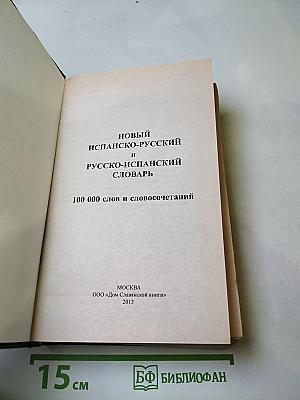 НОВЫЙ
ИСПАНСКО-РУССКИЙ
и
РУССКО-ИСПАНСКИЙ
СЛОВАРЬ
100 000 слов и словосочетаний
МОСКВА
ООО «Дом Славянской книги»
2013
15 см
БФ БИБЛИОФАН